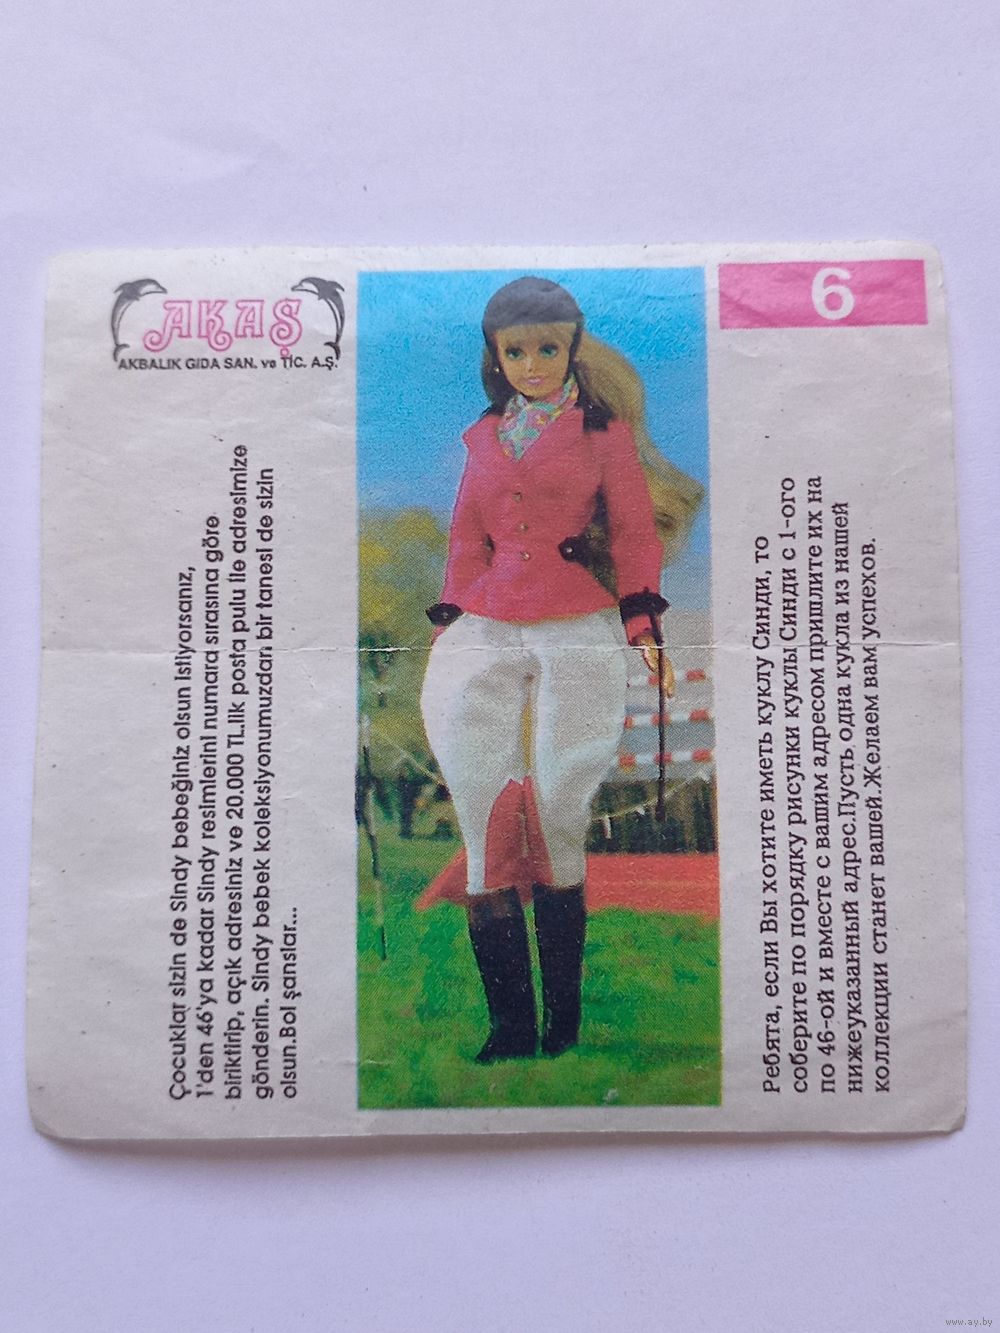 AKAŞ
AKBALIK GIDA SAN. ve TİC. A.Ş.
6
Çocuklar sizin de Sindy bebeğiniz olsun istiyorsanız,
1'den 46'ya kadar Sindy resimlerini numara sırasına göre
biriktirip, açık adresiniz ve 20.000 TL.lik posta pulu ile adresimize
gönderin. Sindy bebek koleksiyonumuzdan bir tanesi de sizin
olsun.Bol şanslar...
Ребята, если Вы хотите иметь куклу Синди, то
соберите по порядку рисунки куклы Синди с 1-ого
по 46-ой и вместе с вашим адресом пришлите их на
нижеуказанный адрес.Пусть одна кукла из нашей
коллекции станет вашей.Желаем вам успехов.
www.ay.by